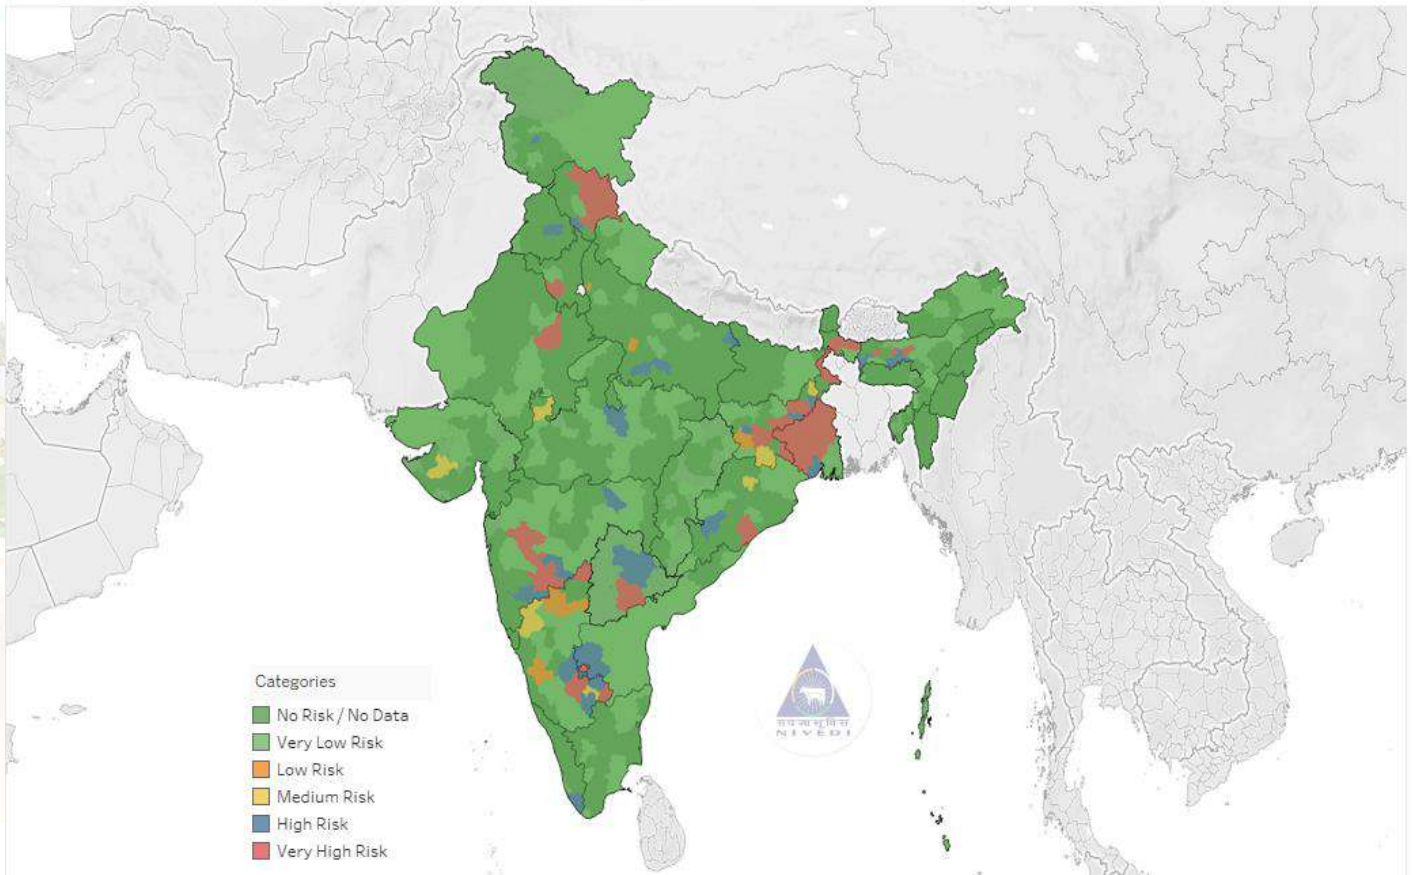 Categories
No Risk / No Data
Very Low Risk
Low Risk
Medium Risk
High Risk
Very High Risk
NIVEDI